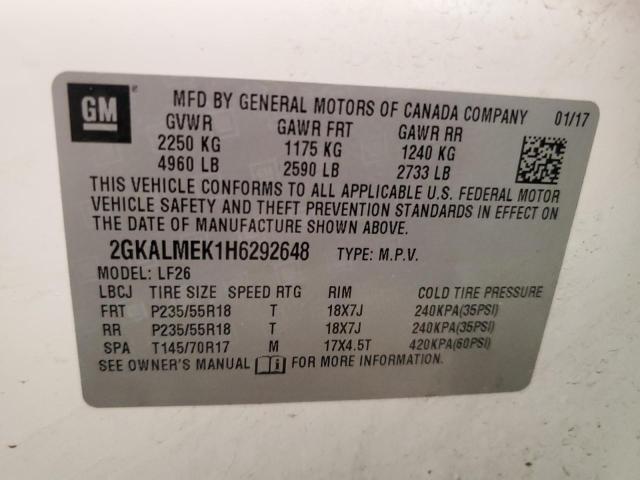 GM
MFD BY GENERAL MOTORS OF CANADA COMPANY 01/17
GVWR GAWR FRT GAWR RR
2250 KG 1175 KG 1240 KG
4960 LB 2590 LB 2733 LB
THIS VEHICLE CONFORMS TO ALL APPLICABLE U.S. FEDERAL MOTOR
VEHICLE SAFETY AND THEFT PREVENTION STANDARDS IN EFFECT ON
THE DATE OF MANUFACTURE SHOWN ABOVE.
2GKALMEK1H6292648 TYPE: M.P.V.
MODEL: LF26
LBCJ TIRE SIZE SPEED RTG RIM COLD TIRE PRESSURE
FRT P235/55R18 T 18X7J 240KPA(35PSI)
RR P235/55R18 T 18X7J 240KPA(35PSI)
SPA T145/70R17 M 17X4.5T 420KPA(60PSI)
SEE OWNER'S MANUAL i FOR MORE INFORMATION.